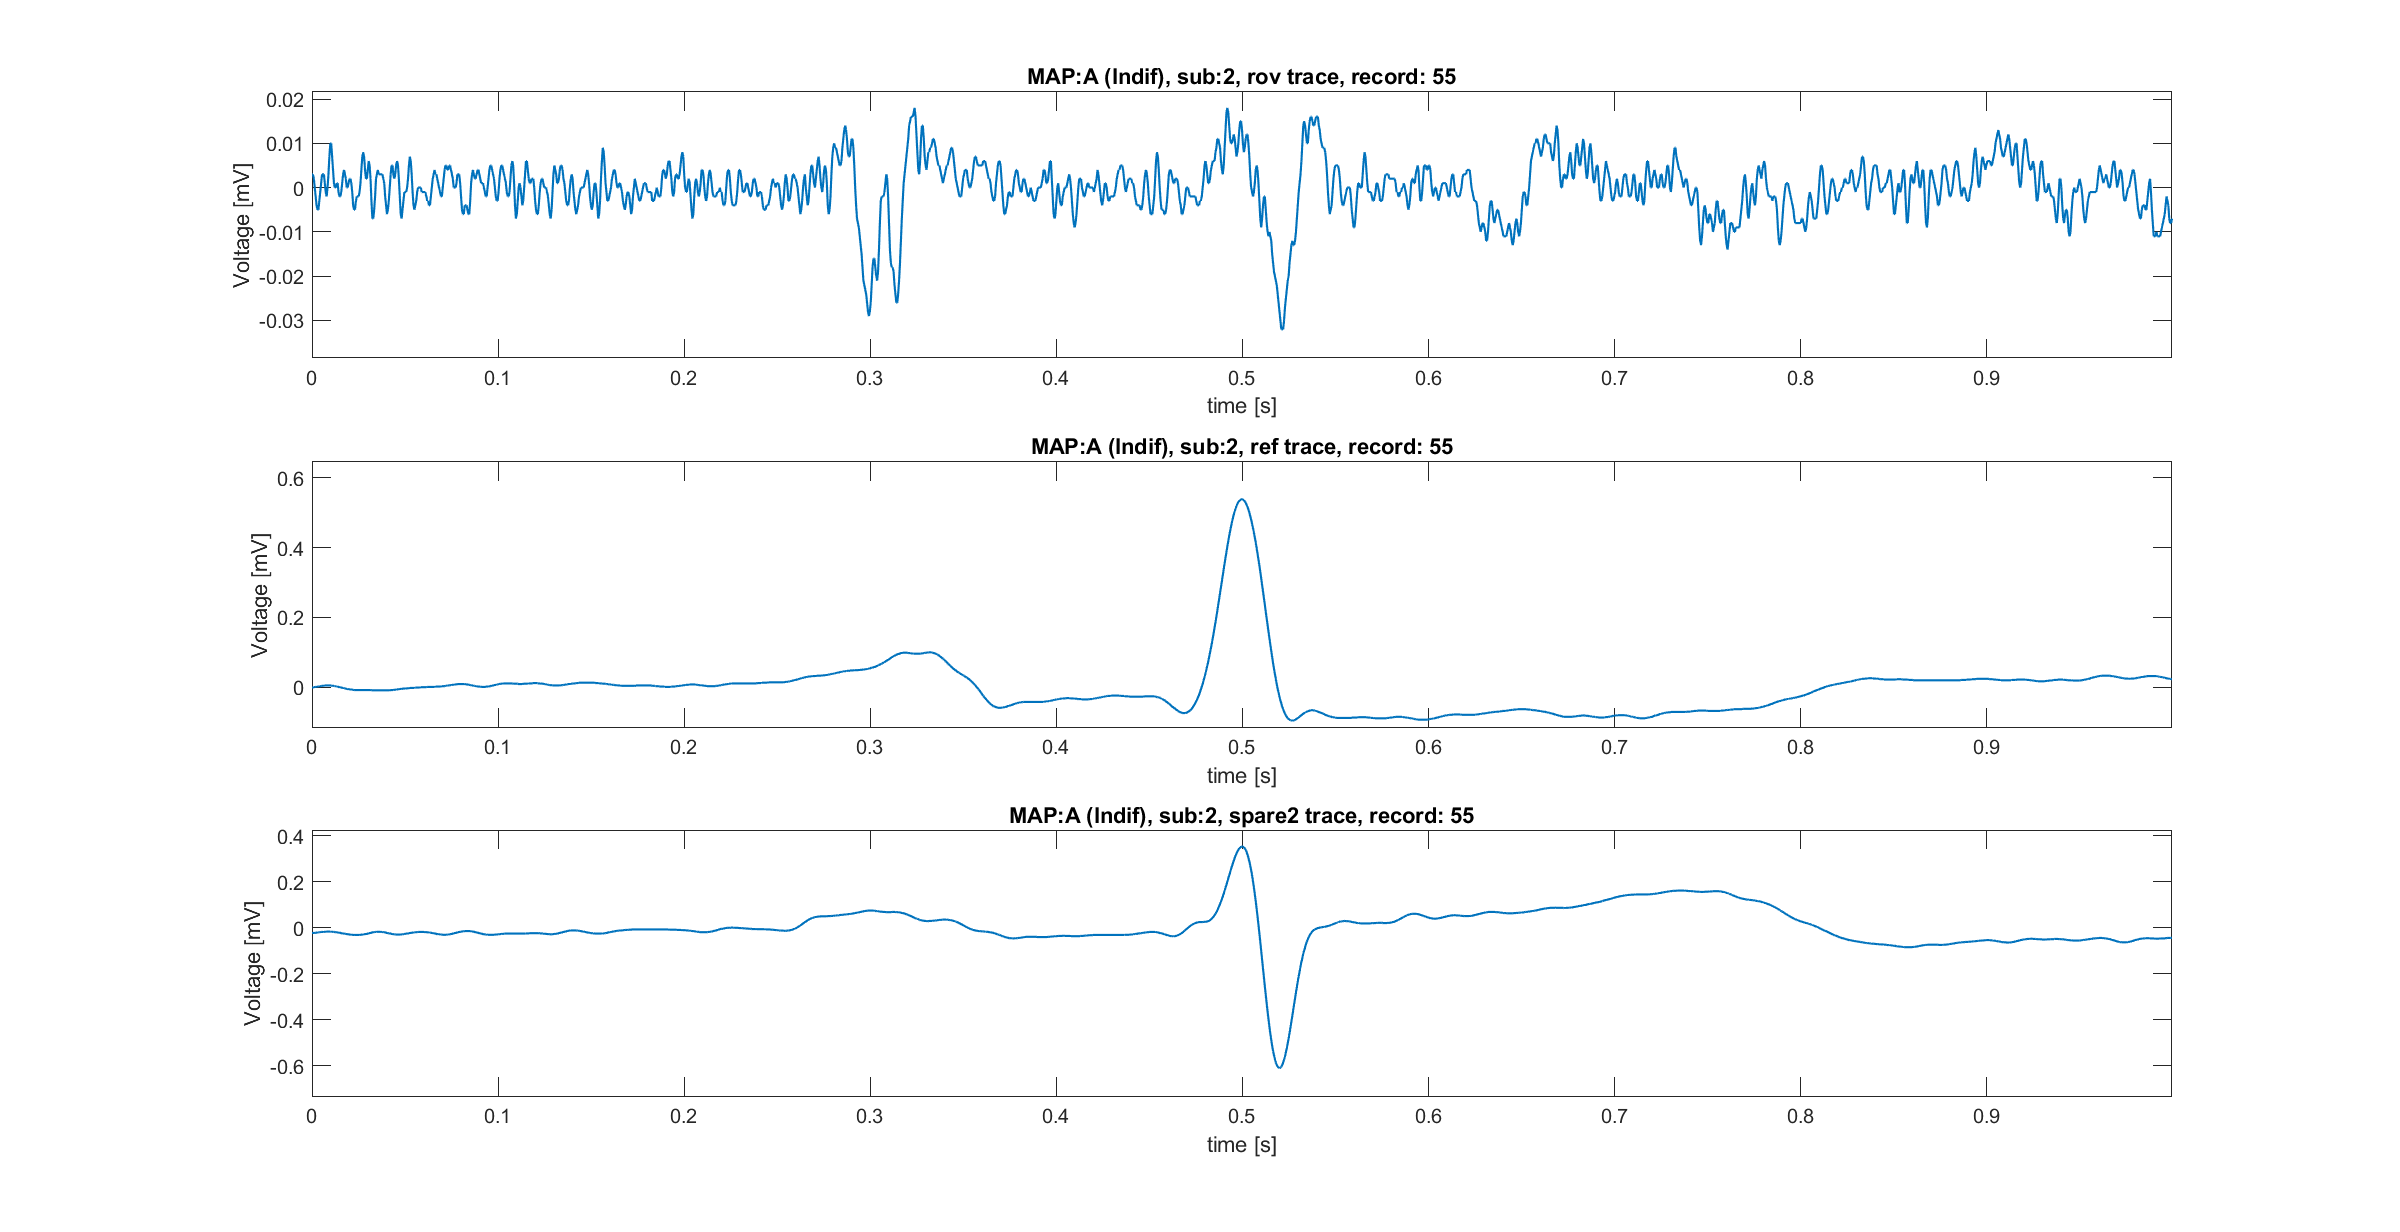 MAP:A (Indif), sub:2, rov trace, record: 55
0.02
0.01
0
-0.01
-0.02
-0.03
Voltage [mV]
0 0.1 0.2 0.3 0.4 0.5 0.6 0.7 0.8 0.9
time [s]
MAP:A (Indif), sub:2, ref trace, record: 55
0.6
0.4
0.2
0
Voltage [mV]
0 0.1 0.2 0.3 0.4 0.5 0.6 0.7 0.8 0.9
time [s]
MAP:A (Indif), sub:2, spare2 trace, record: 55
0.4
0.2
0
-0.2
-0.4
-0.6
Voltage [mV]
0 0.1 0.2 0.3 0.4 0.5 0.6 0.7 0.8 0.9
time [s]